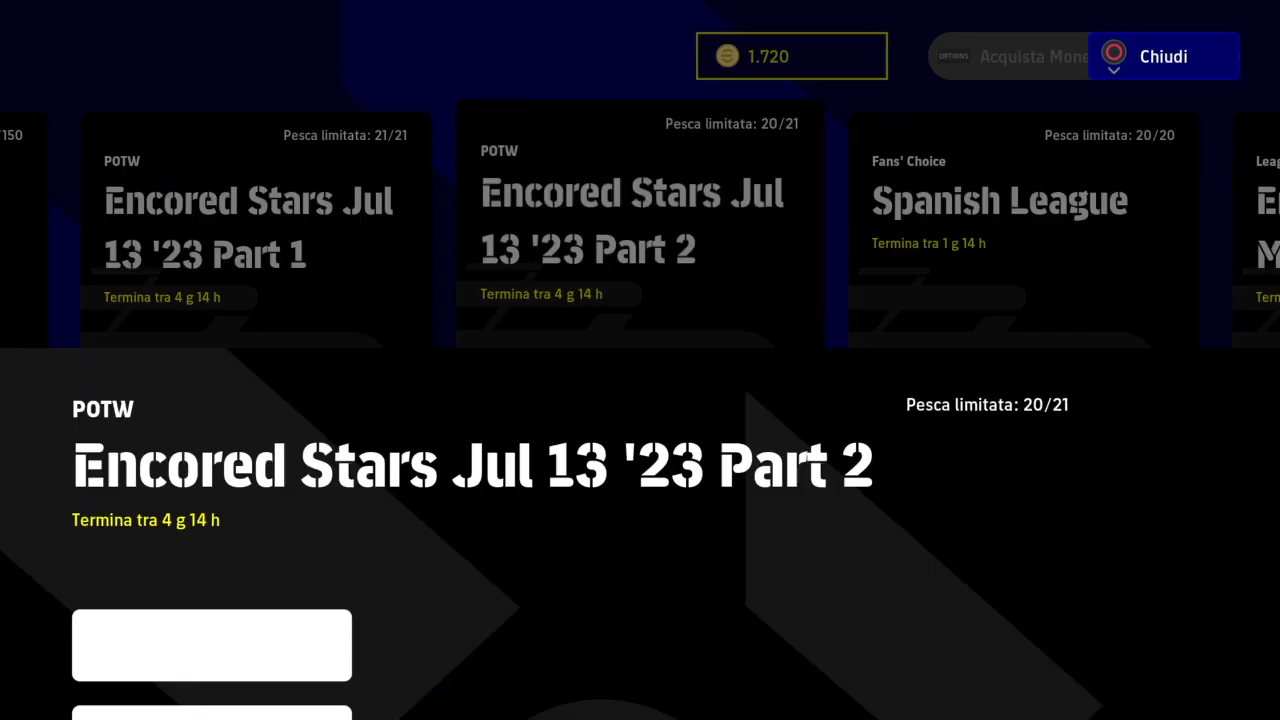 1.720
OPTIONS Acquista Mone
Chiudi
/150
Pesca limitata: 21/21
POTW
Encored Stars Jul
13 '23 Part 1
Termina tra 4 g 14 h
Pesca limitata: 20/21
POTW
Encored Stars Jul
13 '23 Part 2
Termina tra 4 g 14 h
Pesca limitata: 20/20
Fans' Choice
Spanish League
Termina tra 1 g 14 h
POTW
Pesca limitata: 20/21
Encored Stars Jul 13 '23 Part 2
Termina tra 4 g 14 h